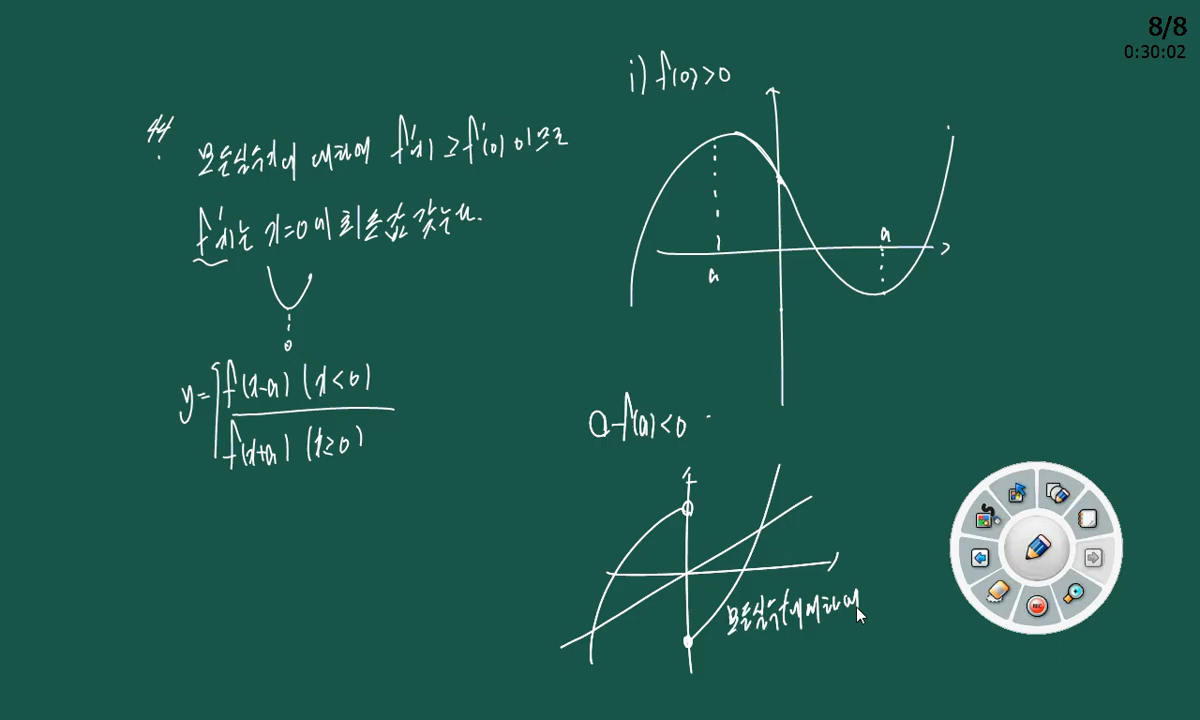 8/8
0:30:02
44.
모든실수x에 대하여 f'(x)≥f'(0)이므로
f'(x)는 x=0에 최솟값 갖는다.
0
y= f(x-a) (x<0)
f(x+a) (x≥0)
i) f(0)>0
a
a
a f(a)<0
모든실수x에대하여
REC